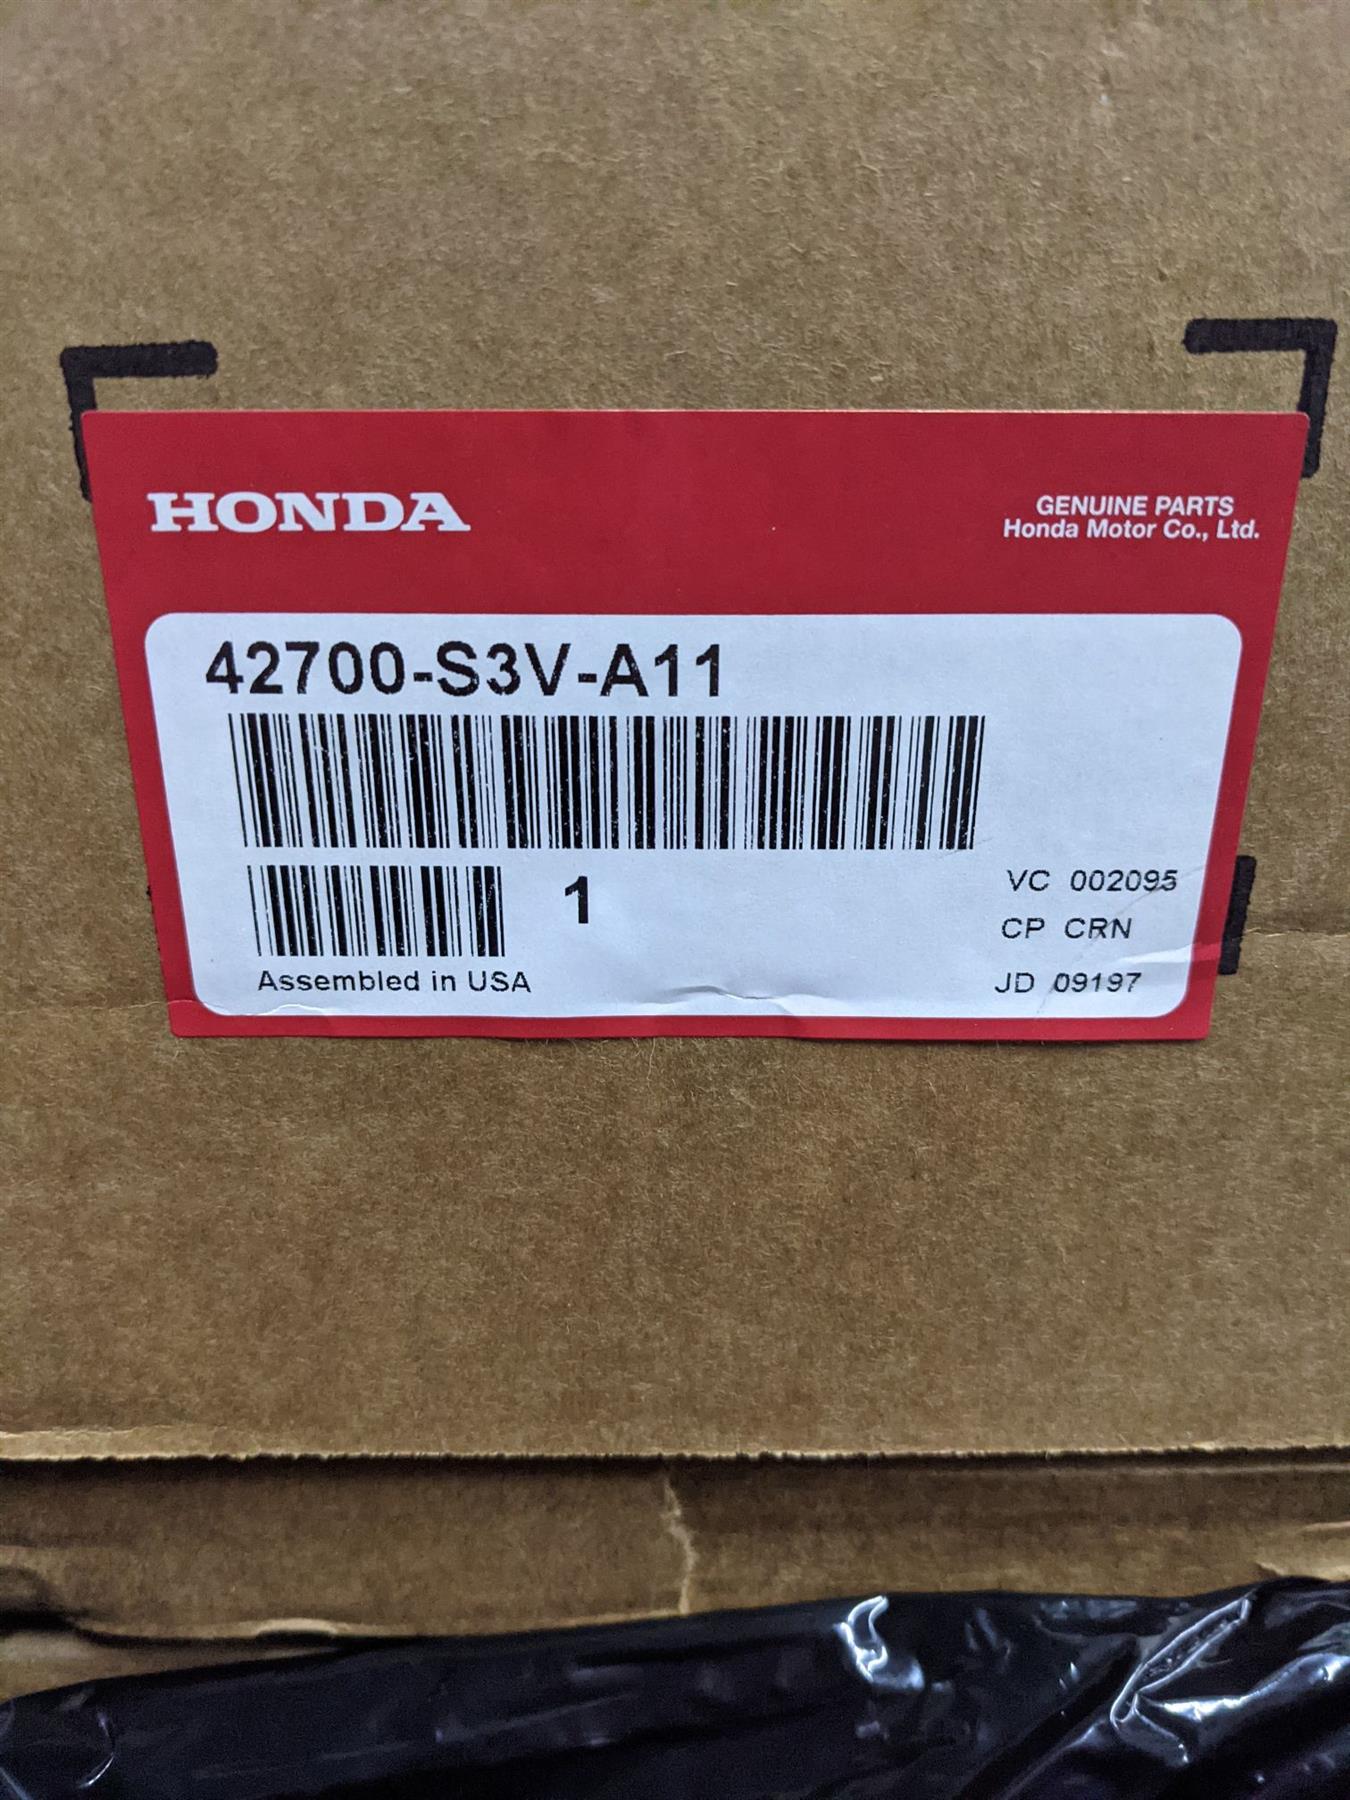 HONDA
GENUINE PARTS
Honda Motor Co., Ltd.
42700-S3V-A11
1
VC 002095
CP CRN
Assembled in USA
JD 09197